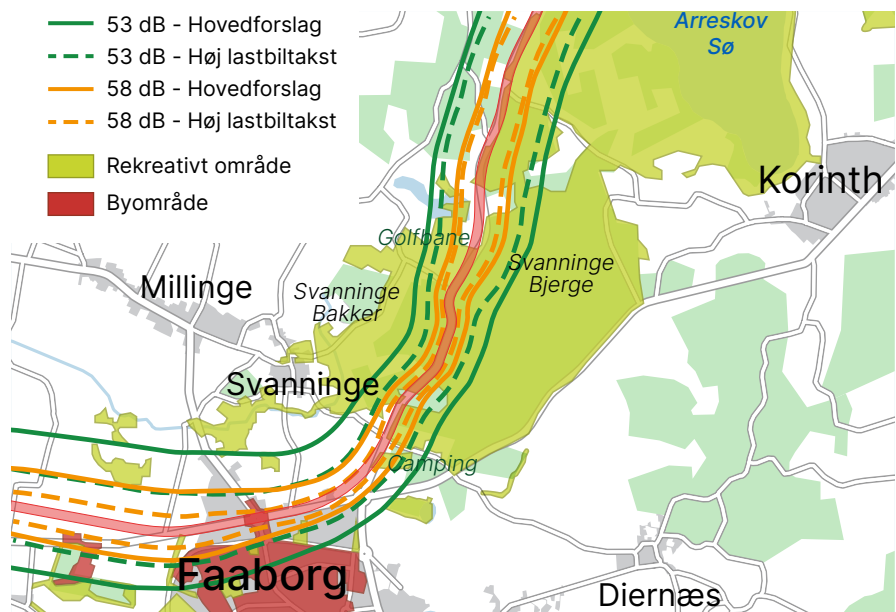 53 dB - Hovedforslag
53 dB - Høj lastbiltakst
58 dB - Hovedforslag
58 dB - Høj lastbiltakst
Rekreativt område
Byområde
Arreskov
Sø
Korinth
Golfbane
Svanninge
Bjerge
Millinge
Svanninge
Bakker
Svanninge
Camping
Faaborg
Diernæs